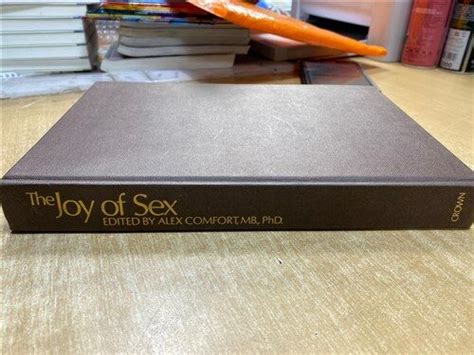 The Joy of Sex
EDITED BY ALEX COMFORT, MB., PhD.
CROWN